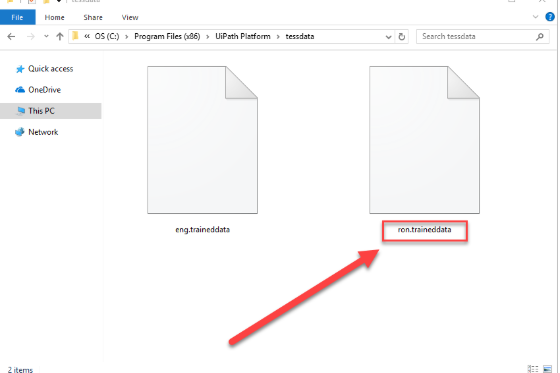 tessdata
File Home Share View
« OS (C:) > Program Files (x86) > UiPath Platform > tessdata
Search tessdata
Quick access
OneDrive
This PC
Network
eng.traineddata
ron.traineddata
2 items